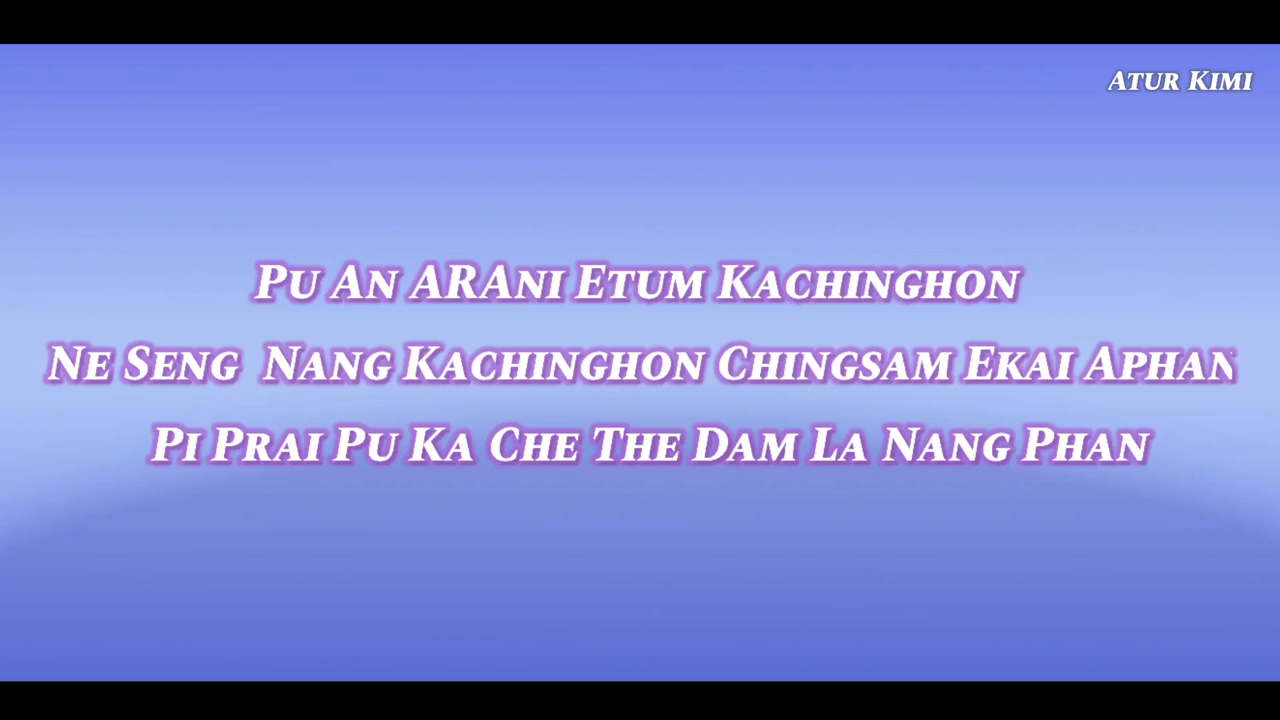 Atur Kimi
Pu An ARAni Etum Kachinghon
Ne Seng Nang Kachinghon Chingsam Ekai Aphan
Pi Prai Pu Ka Che The Dam La Nang Phan